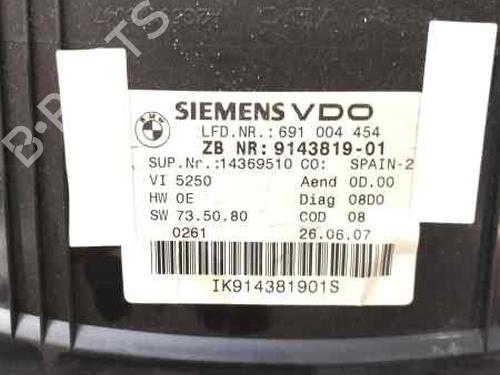 BMW
SIEMENS VDO
LFD.NR.: 691 004 454
ZB NR: 9143819-01
SUP.Nr.:14369510 CO: SPAIN-2
VI 5250 Aend 0D.00
HW 0E Diag 08D0
SW 73.50.80 COD 08
0261 26.06.07
IK914381901S